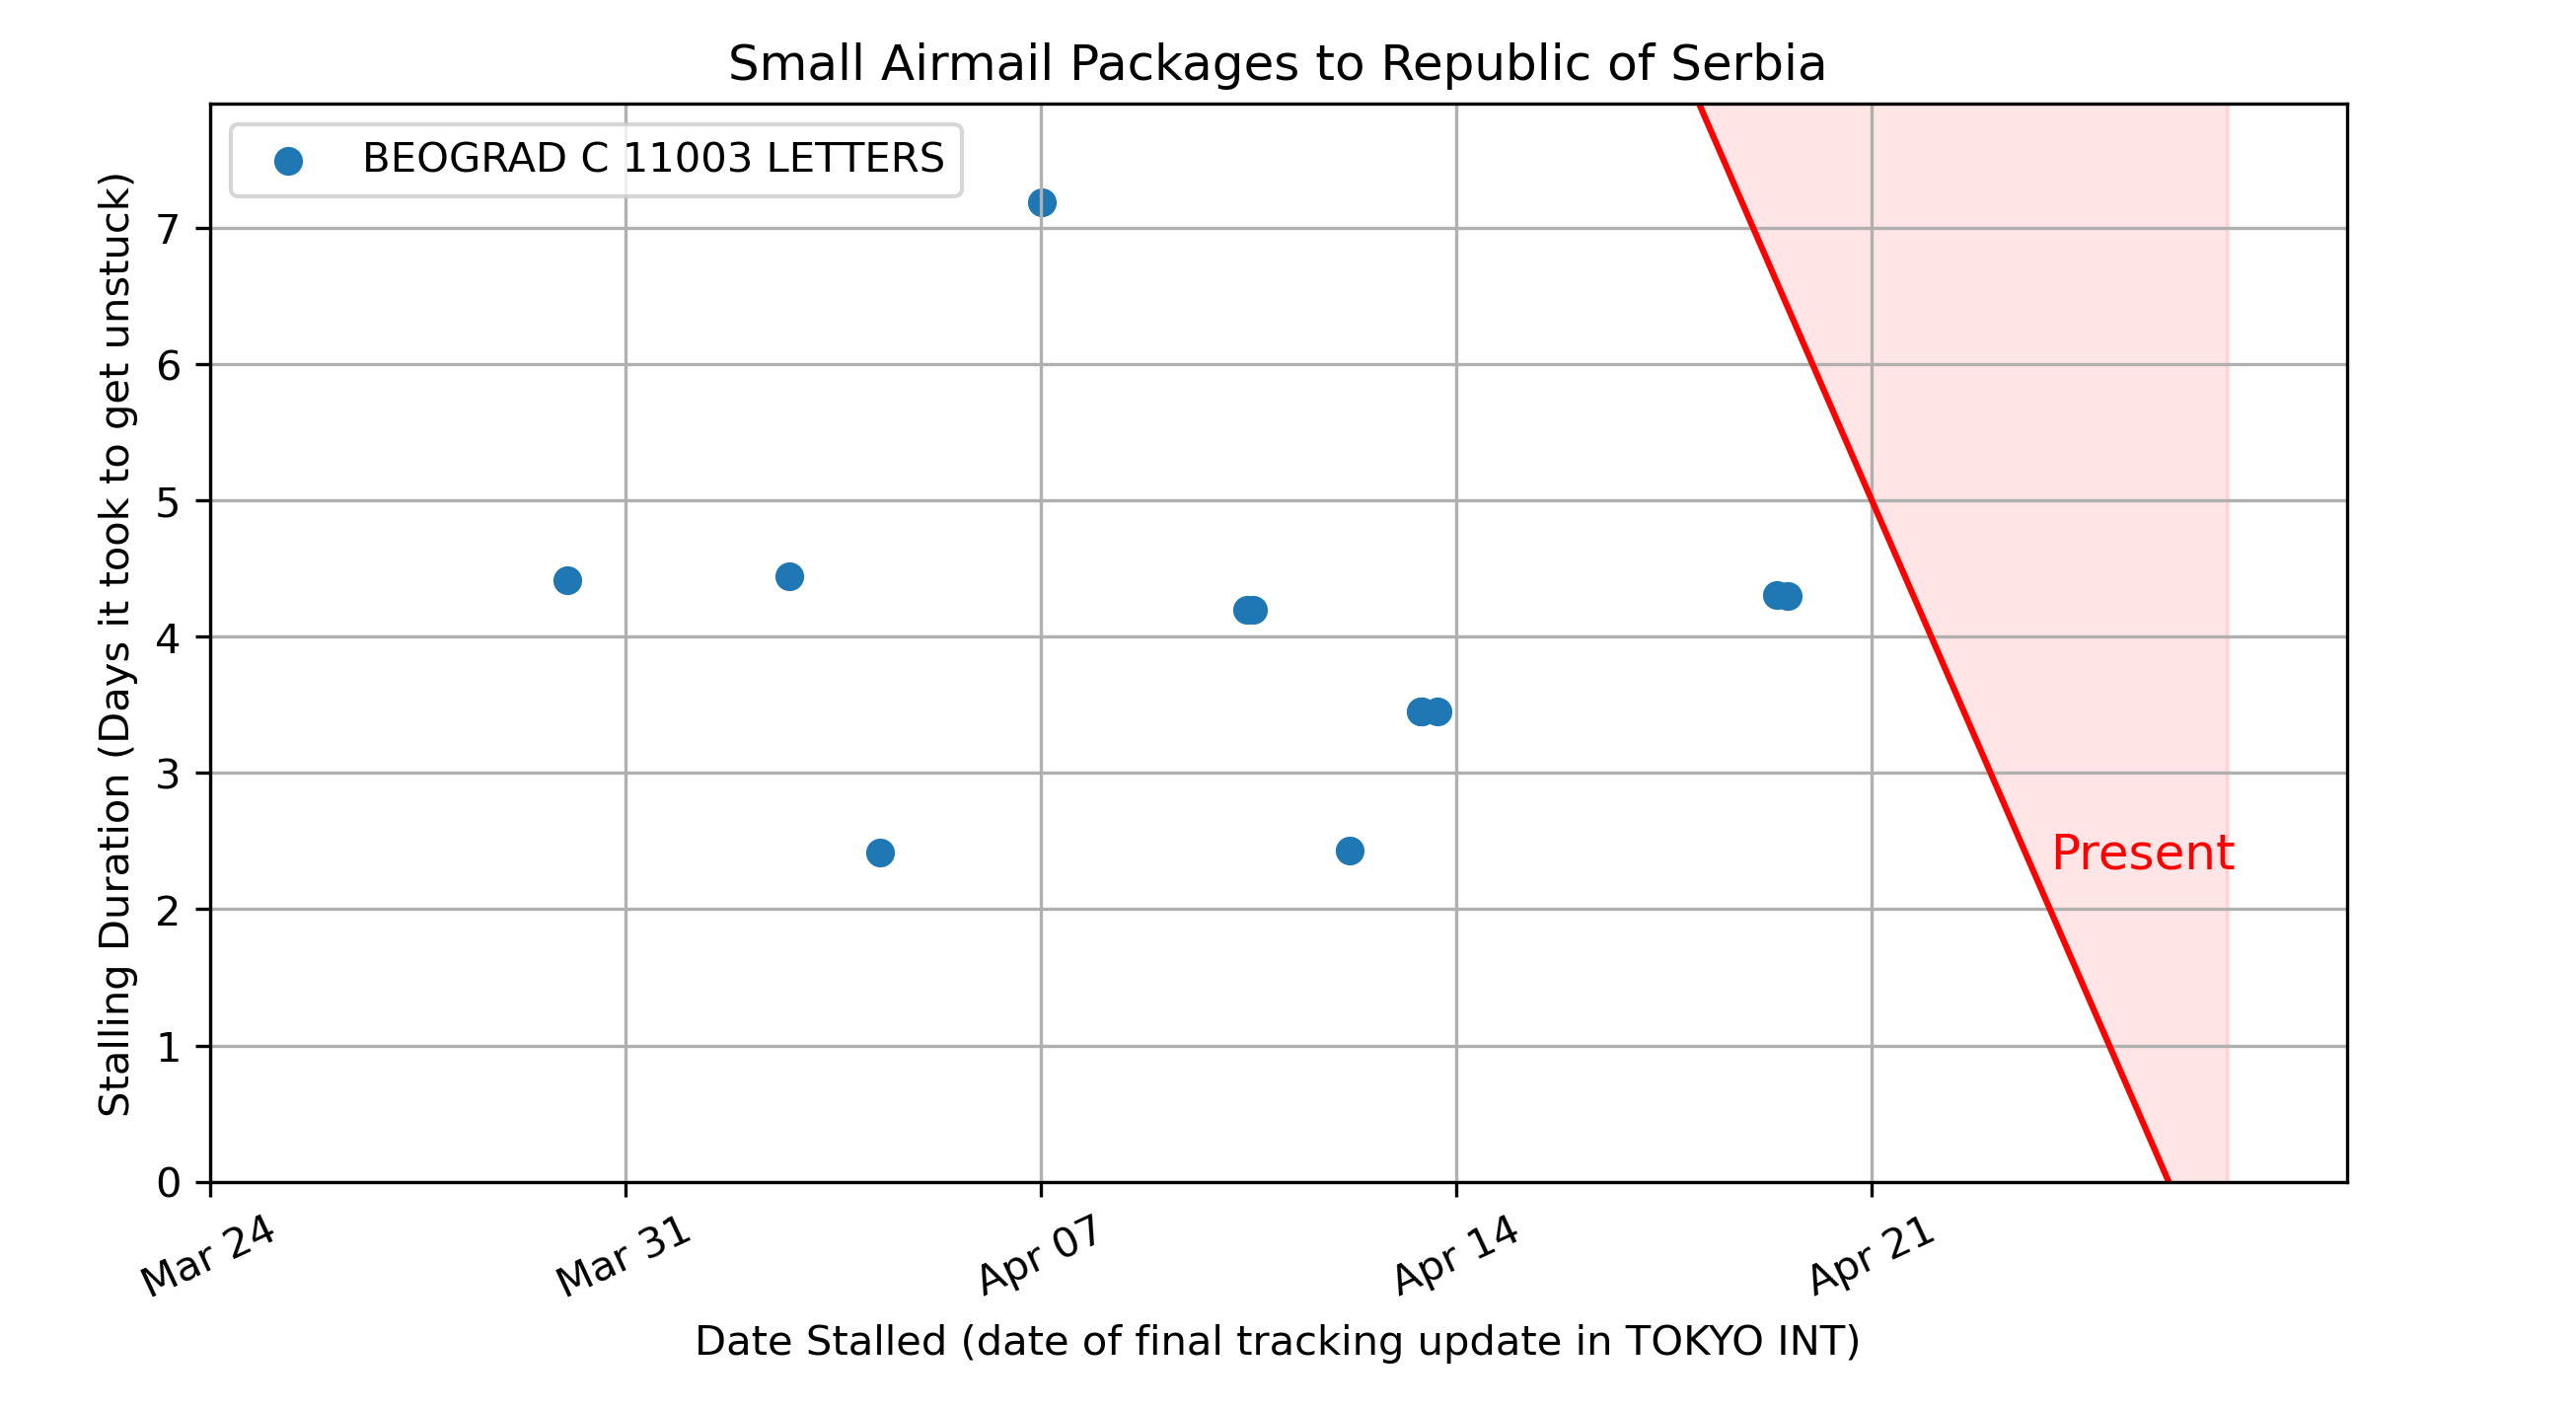 Small Airmail Packages to Republic of Serbia
BEOGRAD C 11003 LETTERS
Stalling Duration (Days it took to get unstuck)
7
6
5
4
3
2
1
0
Present
Mar 24
Mar 31
Apr 07
Apr 14
Apr 21
Date Stalled (date of final tracking update in TOKYO INT)